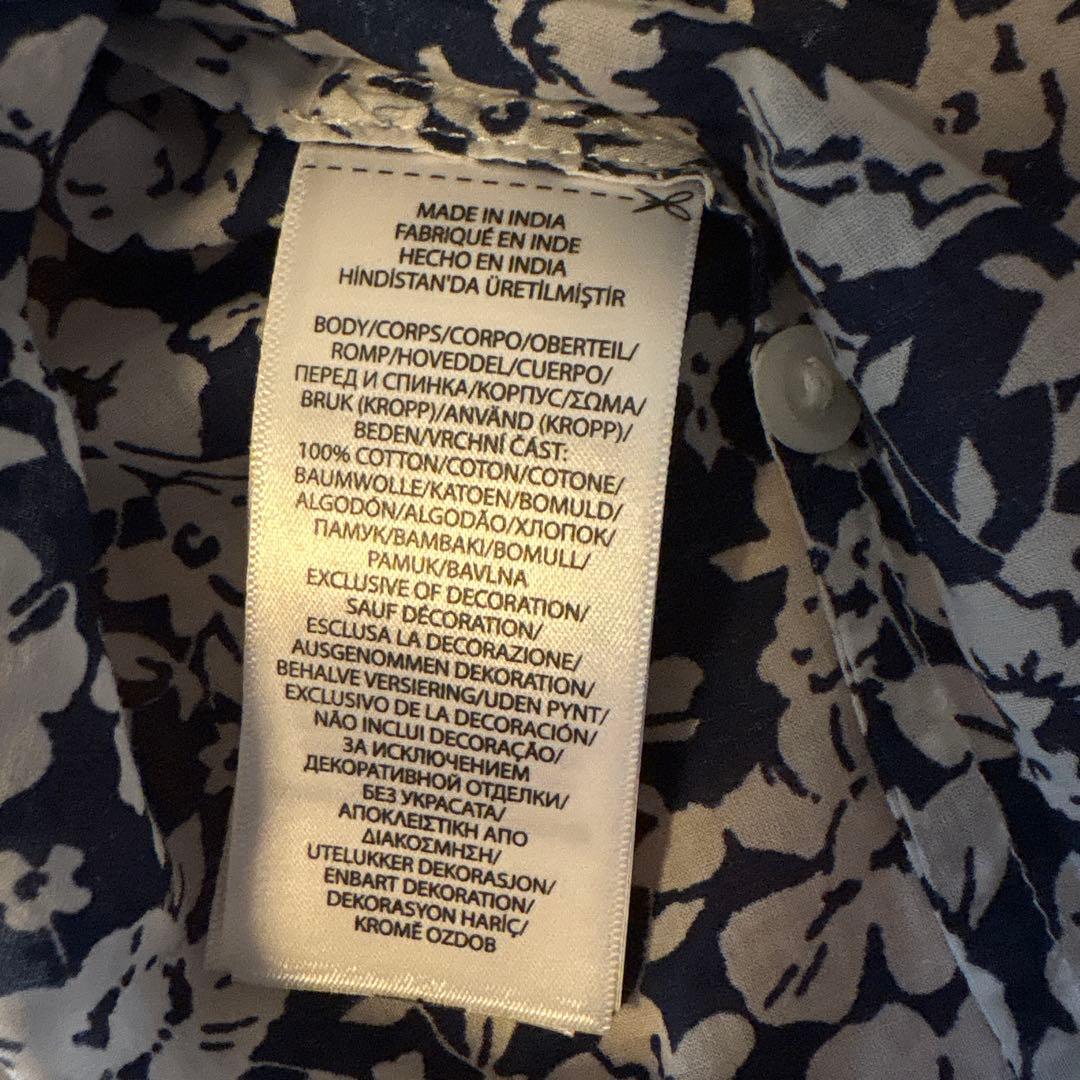 MADE IN INDIA
FABRIQUÉ EN INDE
HECHO EN INDIA
HİNDİSTAN'DA ÜRETİLMİŞTİR
BODY/CORPS/CORPO/OBERTEIL/
ROMP/HOVEDDEL/CUERPO/
ПЕРЕД И СПИНКА/КОРПУС/ΣΩΜΑ/
BRUK (KROPP)/ANVÄND (KROPP)/
BEDEN/VRCHNÍ ČÁST:
100% COTTON/COTON/COTONE/
BAUMWOLLE/KATOEN/BOMULD/
ALGODÓN/ALGODÃO/ХЛОПОК/
ПАМУК/BAMBAKI/BOMULL/
PAMUK/BAVLNA
EXCLUSIVE OF DECORATION/
SAUF DÉCORATION/
ESCLUSA LA DECORAZIONE/
AUSGENOMMEN DEKORATION/
BEHALVE VERSIERING/UDEN PYNT/
EXCLUSIVO DE LA DECORACIÓN/
NÃO INCLUI DECORAÇÃO/
ЗА ИСКЛЮЧЕНИЕМ
ДЕКОРАТИВНОЙ ОТДЕЛКИ/
БЕЗ УКРАСАТА/
ΑΠΟΚΛΕΙΣΤΙΚΗ ΑΠΟ
ΔΙΑΚΟΣΜΗΣΗ/
UTELUKKER DEKORASJON/
ENBART DEKORATION/
DEKORASYON HARİÇ/
KROMĚ OZDOB